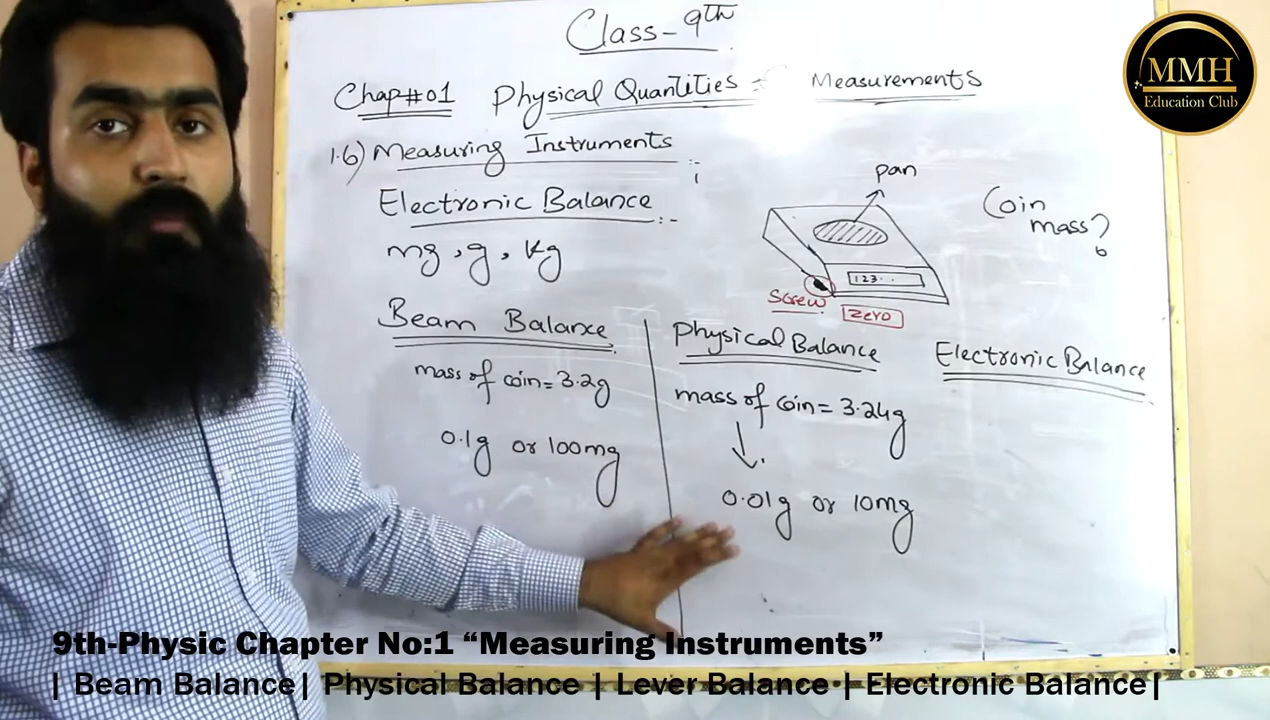 Class-9th
Chap#01 Physical Quantities Measurements
1.6) Measuring Instruments :
Electronic Balance :-
mg, g, kg
pan
Coin
mass?
123..
Screw
Zero
Beam Balance
mass of coin = 3.2g
0.1g or 100mg
Physical Balance
mass of coin = 3.24g
0.01g or 10mg
Electronic Balance
MMH
Education Club
9th-Physic Chapter No:1 “Measuring Instruments”
| Beam Balance| Physical Balance | Lever Balance | Electronic Balance|